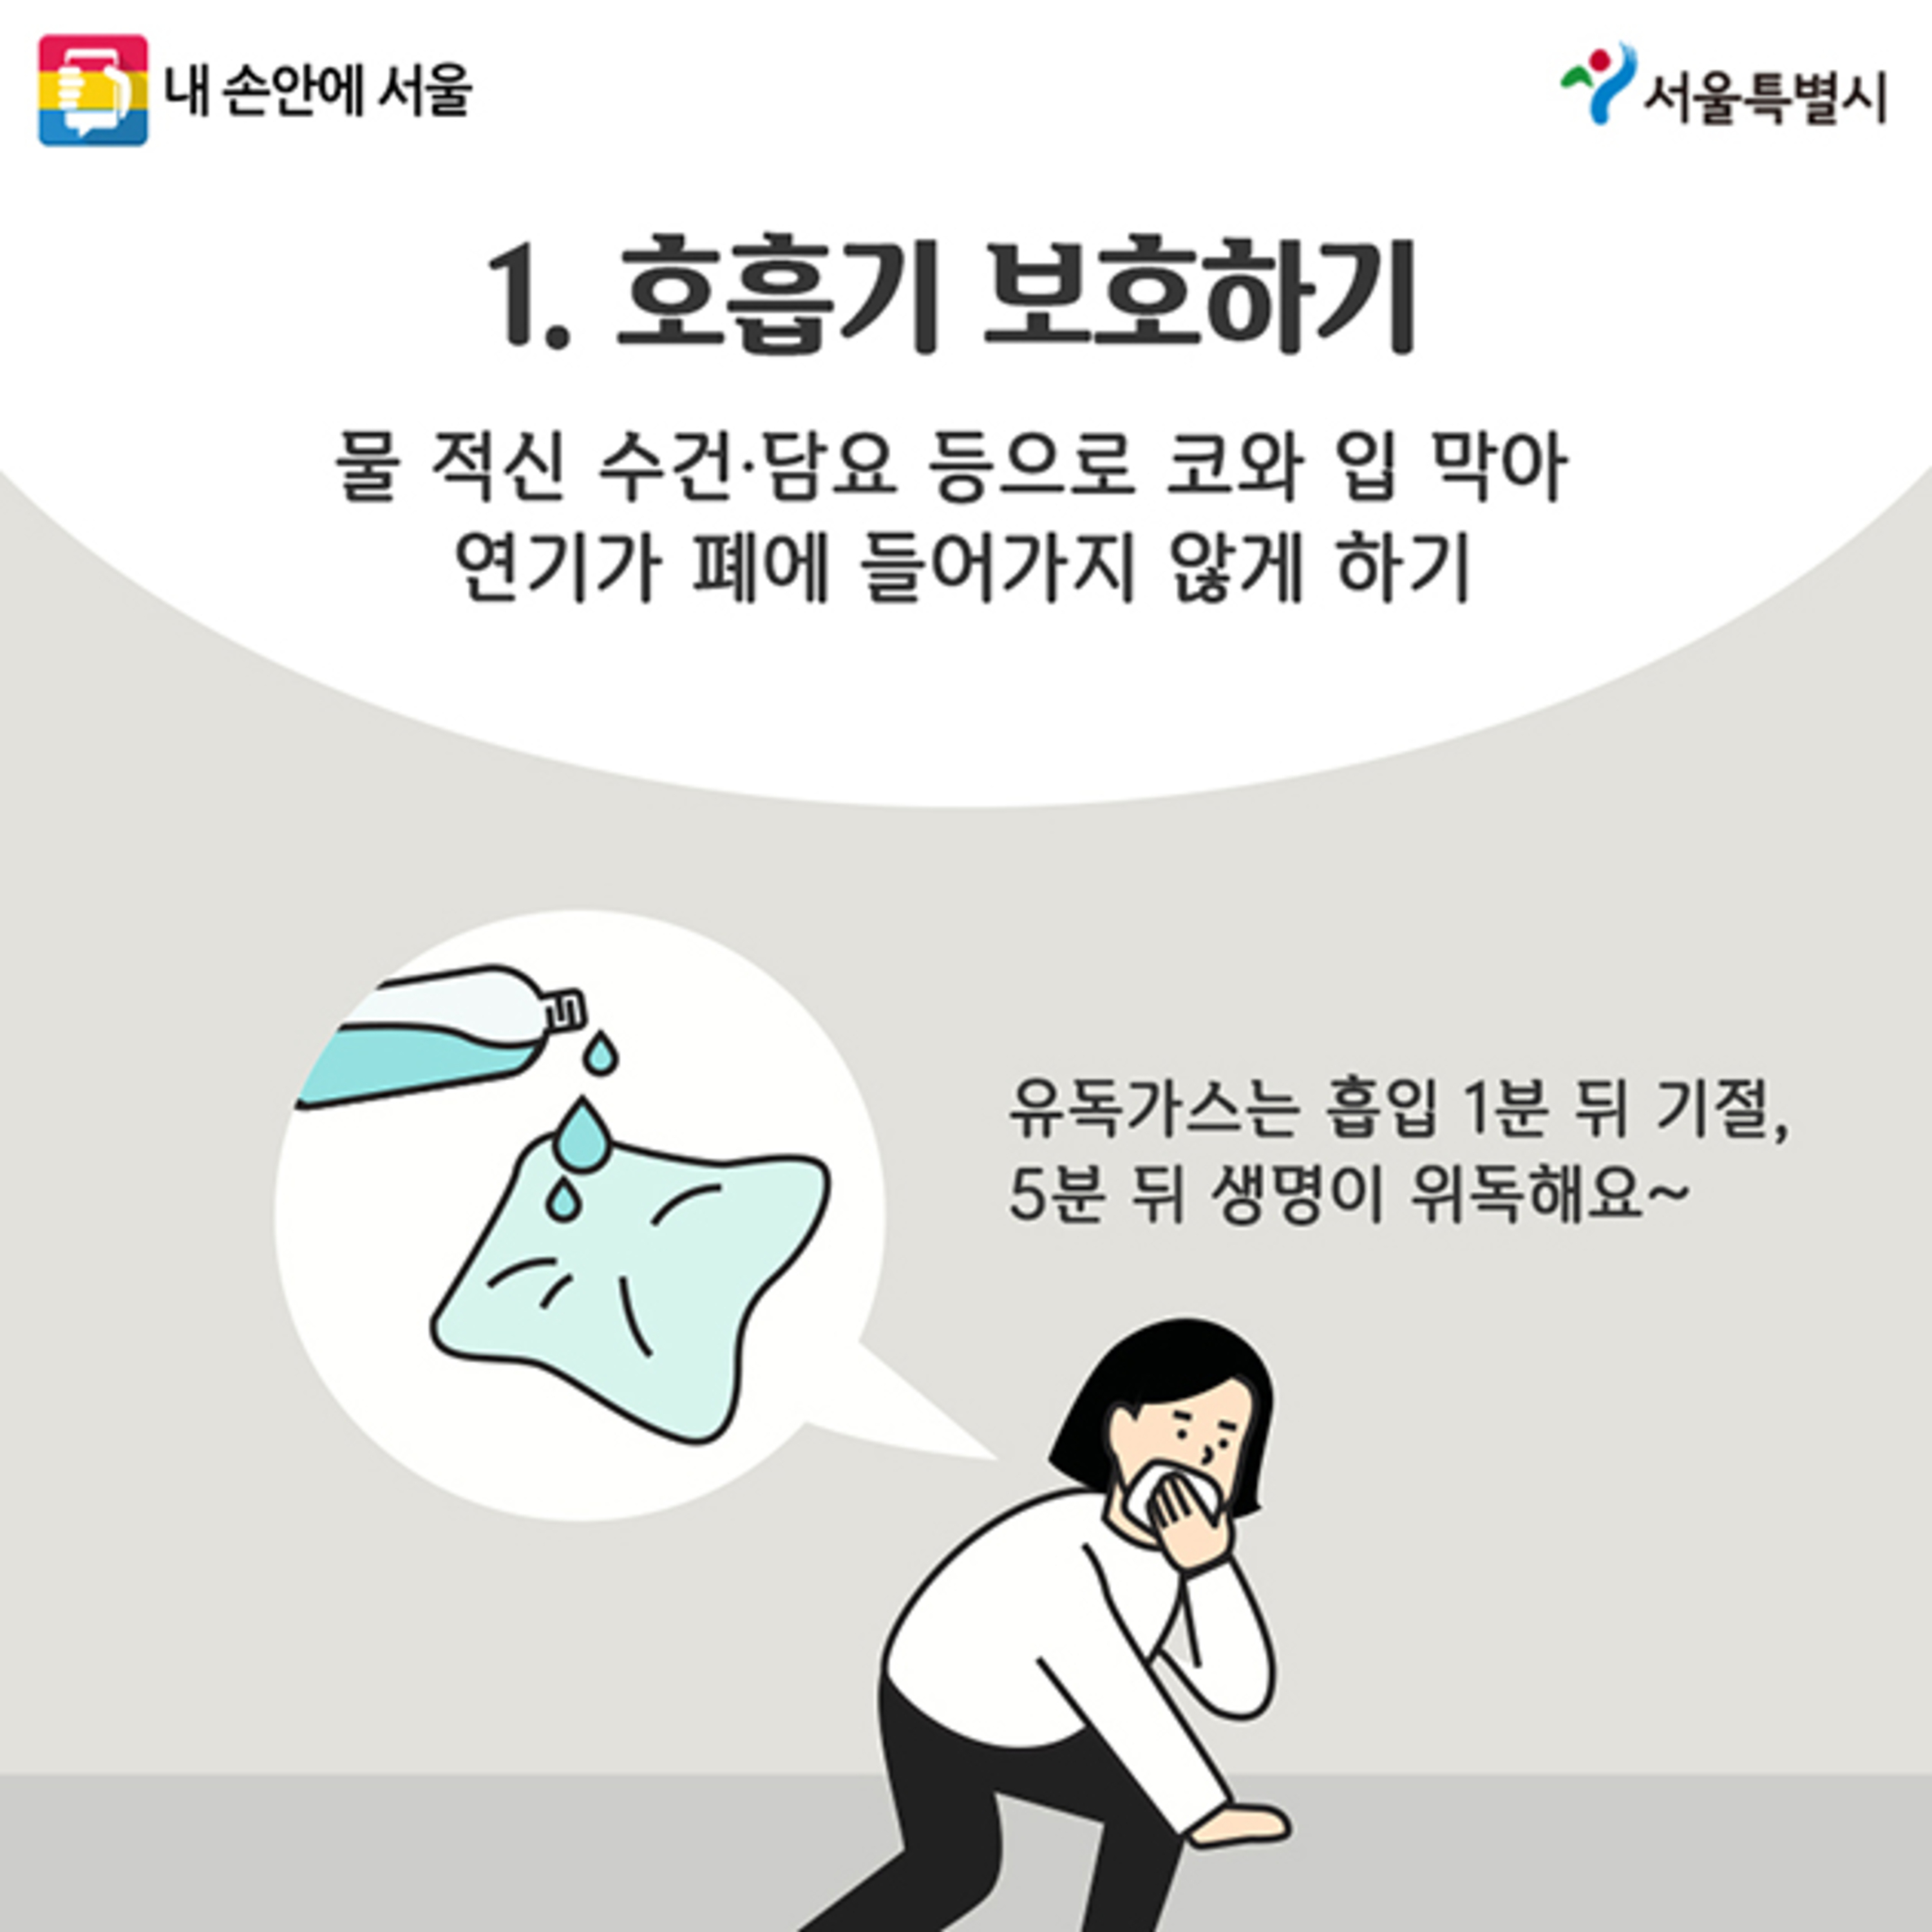 내 손안에 서울
서울특별시
1. 호흡기 보호하기
물 적신 수건·담요 등으로 코와 입 막아
연기가 폐에 들어가지 않게 하기
유독가스는 흡입 1분 뒤 기절,
5분 뒤 생명이 위독해요~